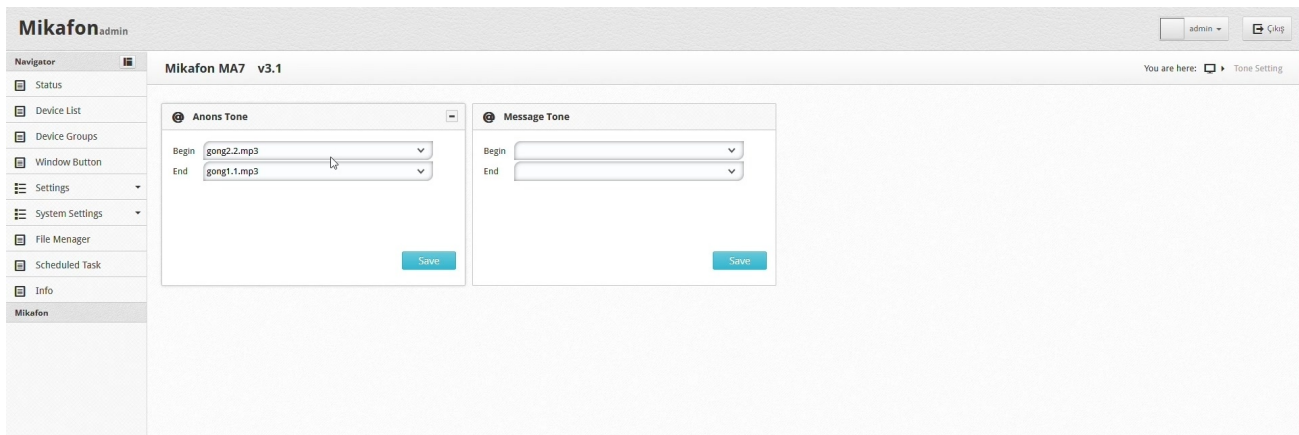 Mikafon admin
admin
Çıkış
Navigator
Status
Device List
Device Groups
Window Button
Settings
System Settings
File Menager
Scheduled Task
Info
Mikafon
Mikafon MA7 v3.1
You are here: Tone Setting
@ Anons Tone
Begin gong2.2.mp3
End gong1.1.mp3
Save
@ Message Tone
Begin
End
Save